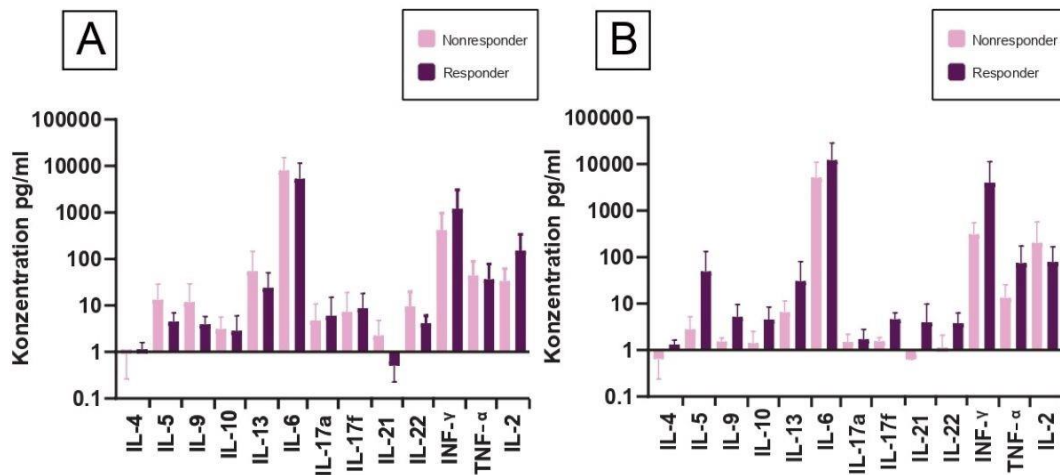 A
Nonresponder
Responder
Konzentration pg/ml
100000
10000
1000
100
10
1
0.1
IL-4
IL-5
IL-9
IL-10
IL-13
IL-6
IL-17a
IL-17f
IL-21
IL-22
INF-γ
TNF-α
IL-2
B
Nonresponder
Responder
Konzentration pg/ml
100000
10000
1000
100
10
1
0.1
IL-4
IL-5
IL-9
IL-10
IL-13
IL-6
IL-17a
IL-17f
IL-21
IL-22
INF-γ
TNF-α
IL-2